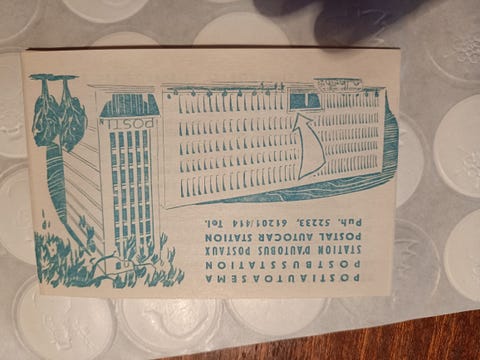 POSTI
POSTIAUTOASEMA
POSTBUSSTATION
STATION D'AUTOBUS POSTAUX
POSTAL AUTOCAR STATION
Puh. 52233, 61201/414 Tel.